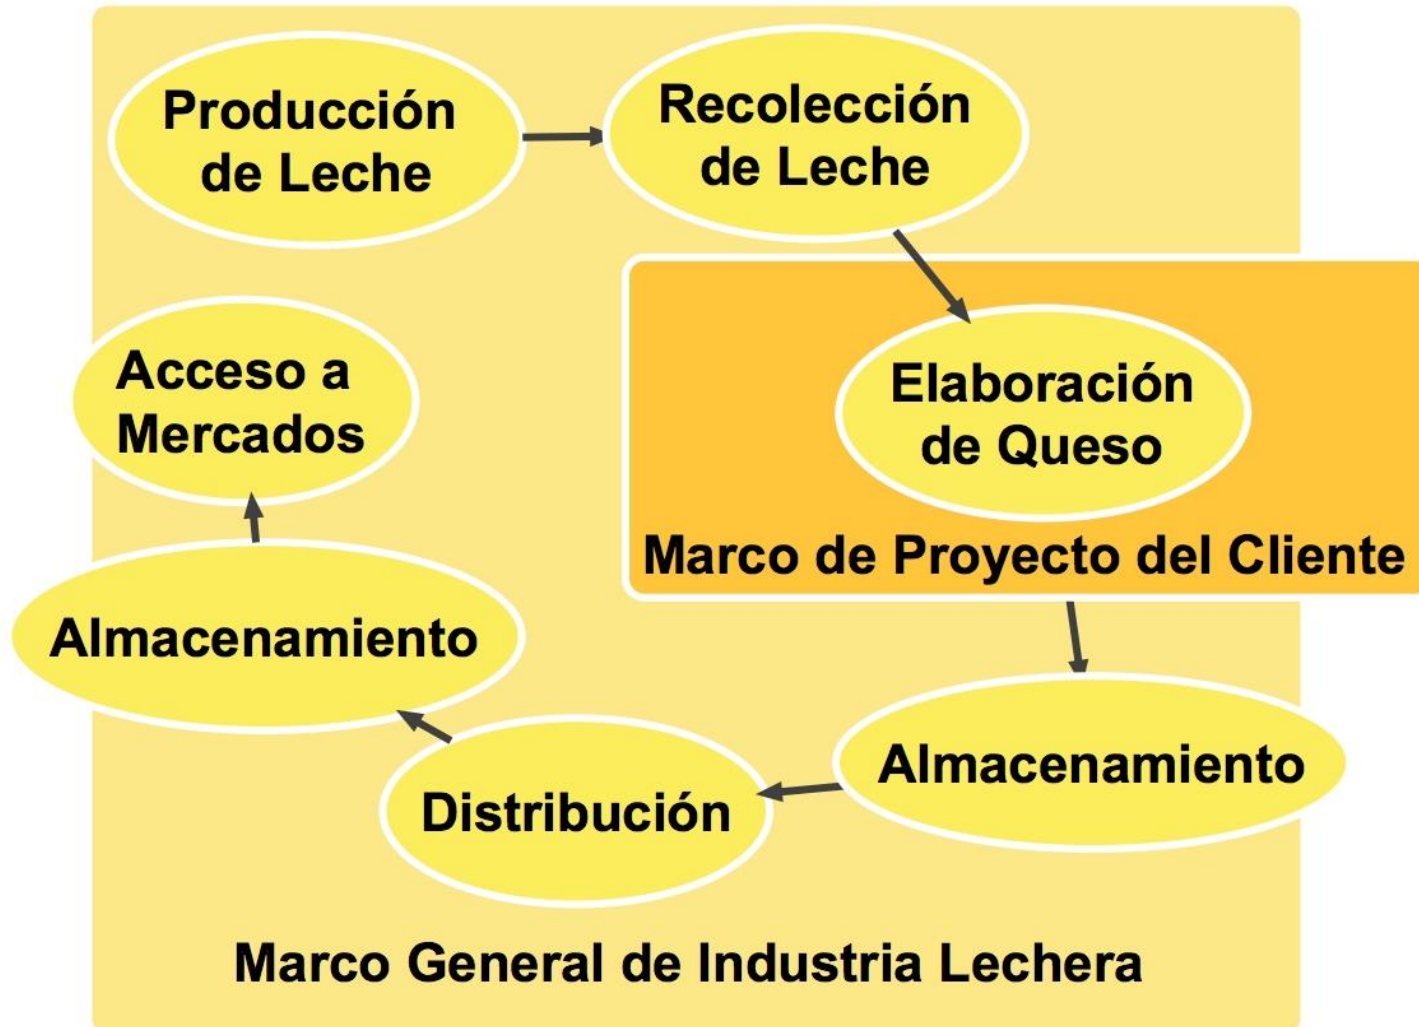 Producción
de Leche
Recolección
de Leche
Elaboración
de Queso
Marco de Proyecto del Cliente
Almacenamiento
Distribución
Almacenamiento
Acceso a
Mercados
Marco General de Industria Lechera